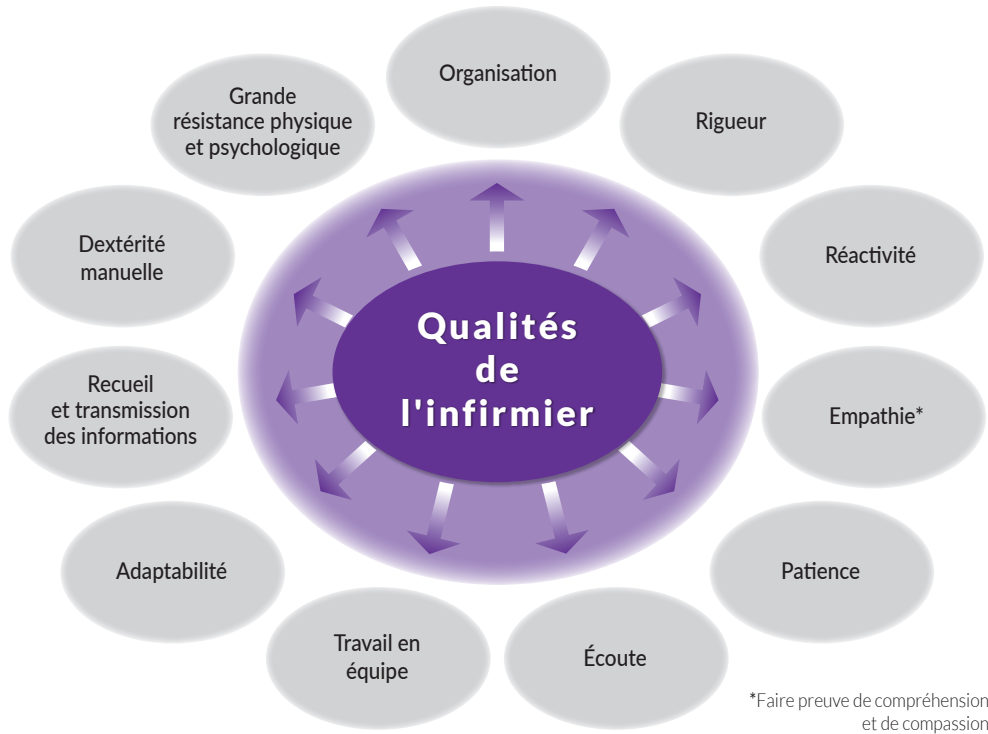 Organisation
Grande
résistance physique
et psychologique
Rigueur
Dextérité
manuelle
Réactivité
Qualités
de
l'infirmier
Recueil
et transmission
des informations
Empathie*
Adaptabilité
Patience
Travail en
équipe
Écoute
*Faire preuve de compréhension
et de compassion